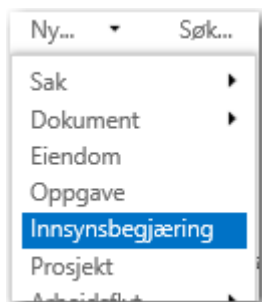 Ny... Søk...
Sak
Dokument
Eiendom
Oppgave
Innsynsbegjæring
Prosjekt